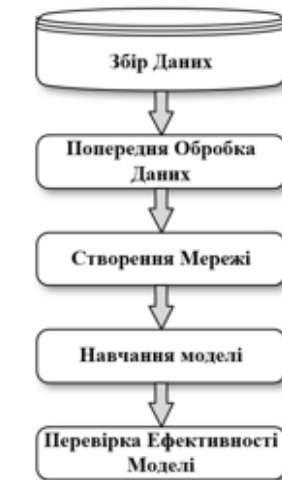 Збір Даних
Попередня Обробка
Даних
Створення Мережі
Навчання моделі
Перевірка Ефективності
Моделі